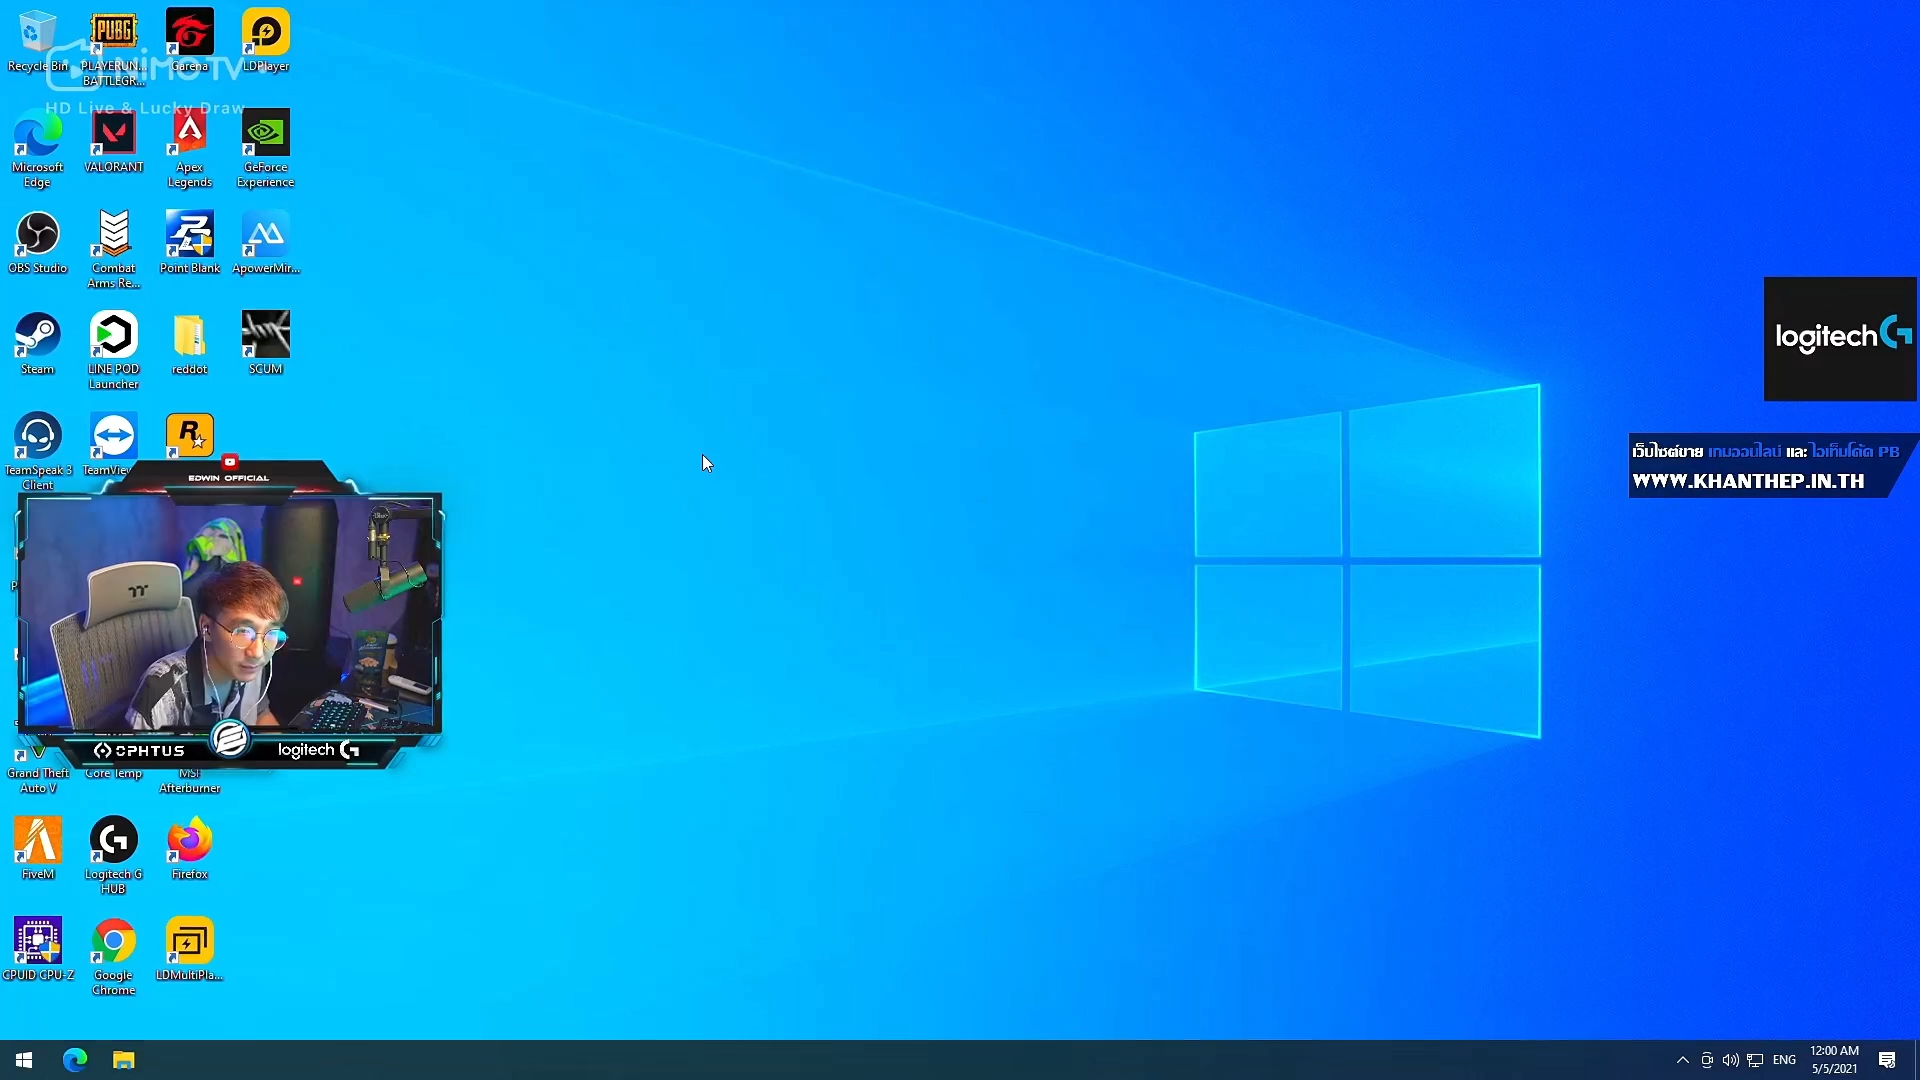 Recycle Bin
PLAYERUN...
BATTLEGR...
Garena
LDPlayer
NIMOTV
HD Live & Lucky Draw
Microsoft
Edge
VALORANT
Apex
Legends
GeForce
Experience
OBS Studio
Combat
Arms Re...
Point Blank
ApowerMir...
Steam
LINE POD
Launcher
reddot
SCUM
TeamSpeak 3
Client
TeamView
EDWIN OFFICIAL
OPHTUS
logitech G
Grand Theft
Auto V
Core Temp
MSI
Afterburner
FiveM
Logitech G
HUB
Firefox
CPUID CPU-Z
Google
Chrome
LDMultiPla...
logitech G
เว็บไซต์ขาย เกมออนไลน์ และ ไอเท็มโค้ด PB
WWW.KHANTHEP.IN.TH
ENG
12:00 AM
5/5/2021